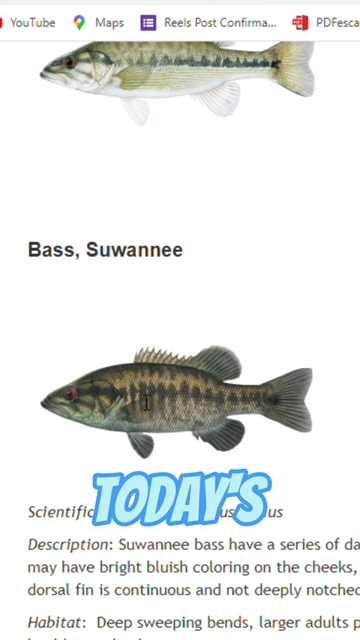 YouTube Maps Reels Post Confirma... PDFesca
Bass, Suwannee
TODAY'S
Scientific
Description: Suwannee bass have a series of da
may have bright bluish coloring on the cheeks,
dorsal fin is continuous and not deeply notched
Habitat: Deep sweeping bends, larger adults p